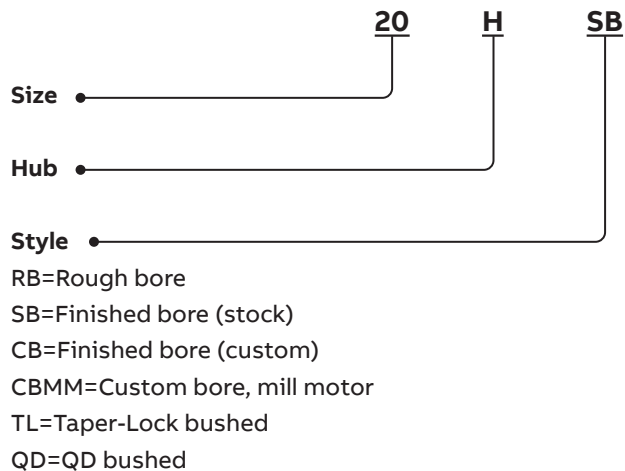 20 H SB
Size
Hub
Style
RB=Rough bore
SB=Finished bore (stock)
CB=Finished bore (custom)
CBMM=Custom bore, mill motor
TL=Taper-Lock bushed
QD=QD bushed